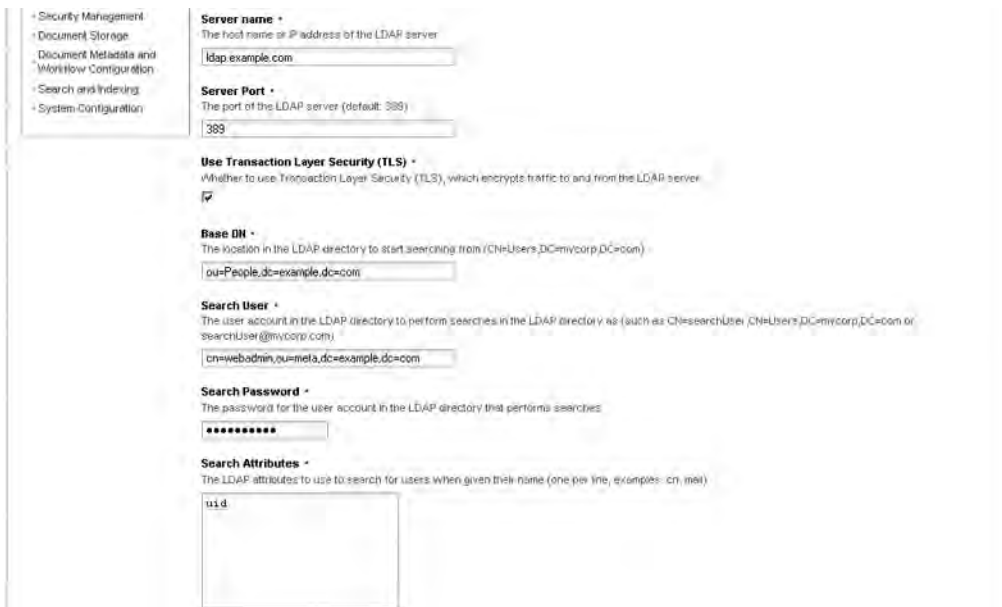 Security Management
Document Storage
Document Metadata and
Workflow Configuration
Search and Indexing
System Configuration
Server name
The host name or IP address of the LDAP server
ldap.example.com
Server Port
The port of the LDAP server (default: 389)
389
Use Transaction Layer Security (TLS)
Whether to use Transaction Layer Security (TLS), which encrypts traffic to and from the LDAP server
Base DN
The location in the LDAP directory to start searching from (CN=Users,DC=mycorp,DC=com)
ou=People,dc=example,dc=com
Search User
The user account in the LDAP directory to perform searches in the LDAP directory as (such as CN=searchUser,CN=Users,DC=mycorp,DC=com or
searchUser@mycorp.com)
cn=webadmin,ou=meta,dc=example,dc=com
Search Password
The password for the user account in the LDAP directory that performs searches
●●●●●●●●●●
Search Attributes
The LDAP attributes to use to search for users when given their name (one per line, examples: cn, mail)
uid